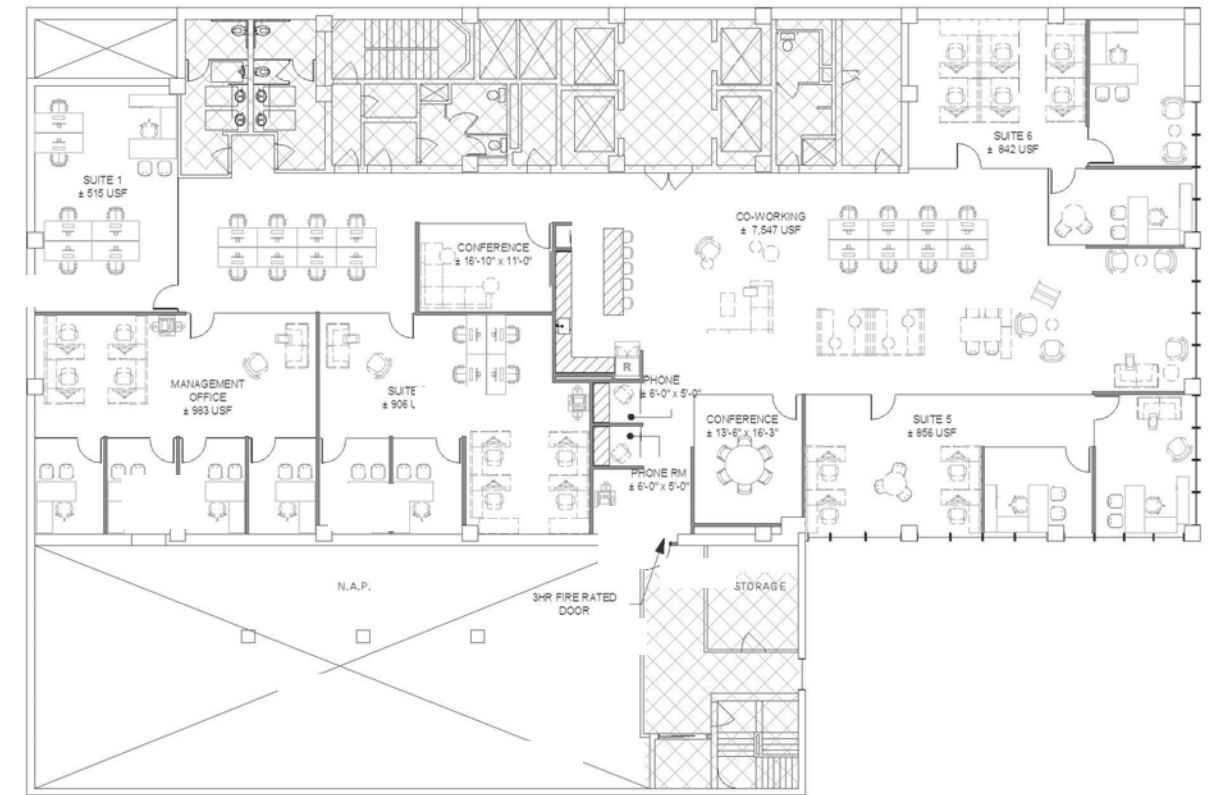 SUITE 6
± 842 USF
SUITE 1
± 515 USF
CO-WORKING
± 7,547 USF
CONFERENCE
± 16'-10" x 11'-0"
R
PHONE
± 6'-0" x 5'-0"
MANAGEMENT
OFFICE
± 983 USF
SUITE
± 906
CONFERENCE
± 13'-6" x 16'-3"
SUITE 5
± 856 USF
PHONE RM
± 6'-0" x 5'-0"
N.A.P.
3HR FIRE RATED
DOOR
STORAGE